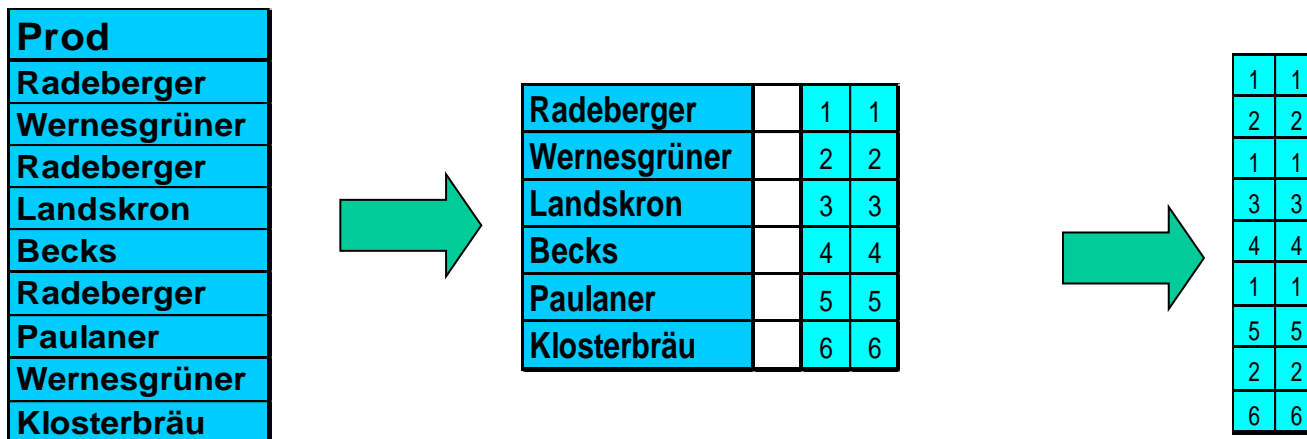 Prod
Radeberger
Wernesgrüner
Radeberger
Landskron
Becks
Radeberger
Paulaner
Wernesgrüner
Klosterbräu
Radeberger 1 1
Wernesgrüner 2 2
Landskron 3 3
Becks 4 4
Paulaner 5 5
Klosterbräu 6 6
1 1
2 2
1 1
3 3
4 4
1 1
5 5
2 2
6 6